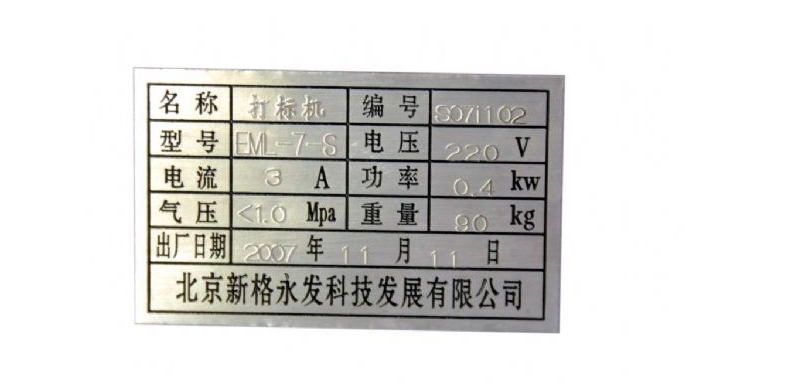 名称 打标机 编号 S071102
型号 EML-7-S 电压 220 V
电流 3 A 功率 0.4 kw
气压 <1.0 Mpa 重量 90 kg
出厂日期 2007 年 11 月 11 日
北京新格永发科技发展有限公司